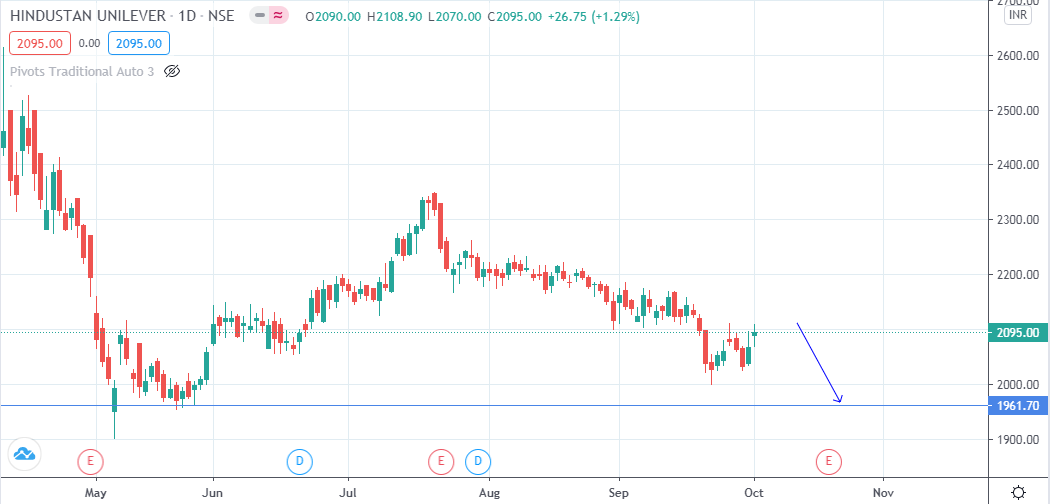 HINDUSTAN UNILEVER · 1D · NSE O2090.00 H2108.90 L2070.00 C2095.00 +26.75 (+1.29%)
2095.00 0.00 2095.00
Pivots Traditional Auto 3
2700.00
INR
2600.00
2500.00
2400.00
2300.00
2200.00
2095.00
2000.00
1961.70
1900.00
E D E D E
May Jun Jul Aug Sep Oct Nov